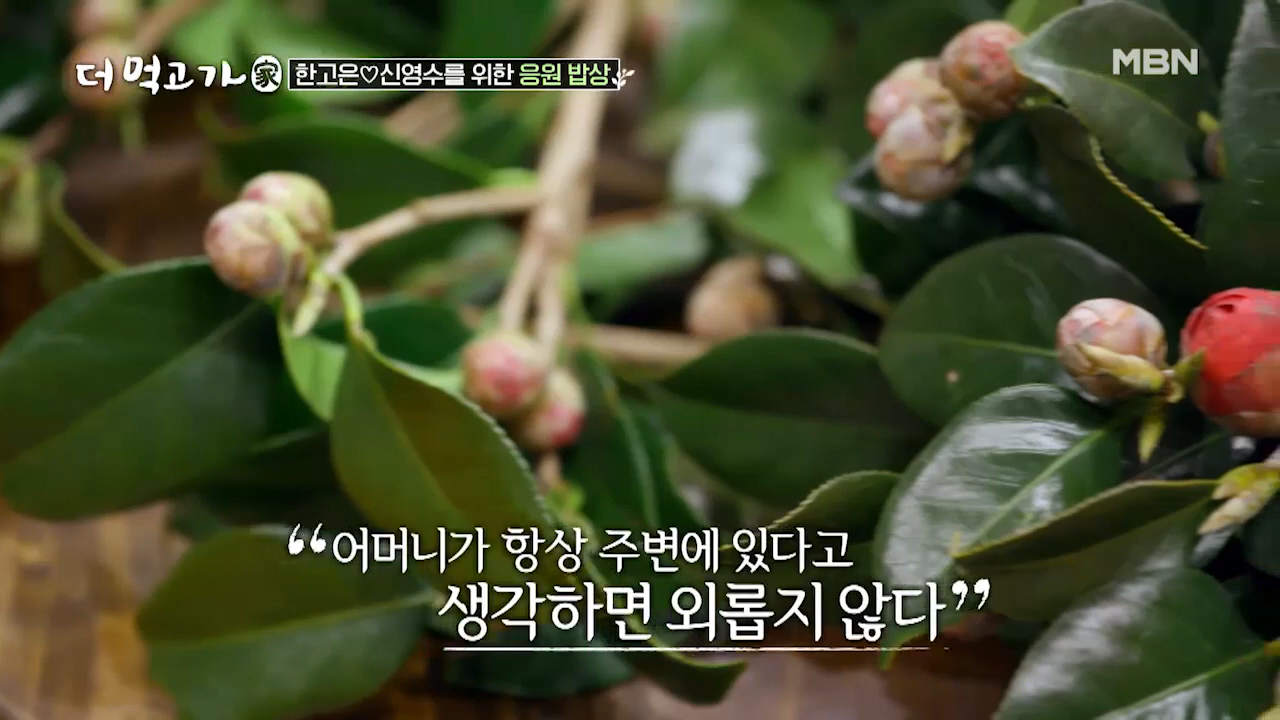 더 먹고 가 家 한고은♡신영수를 위한 응원 밥상
MBN
“어머니가 항상 주변에 있다고
생각하면 외롭지 않다”